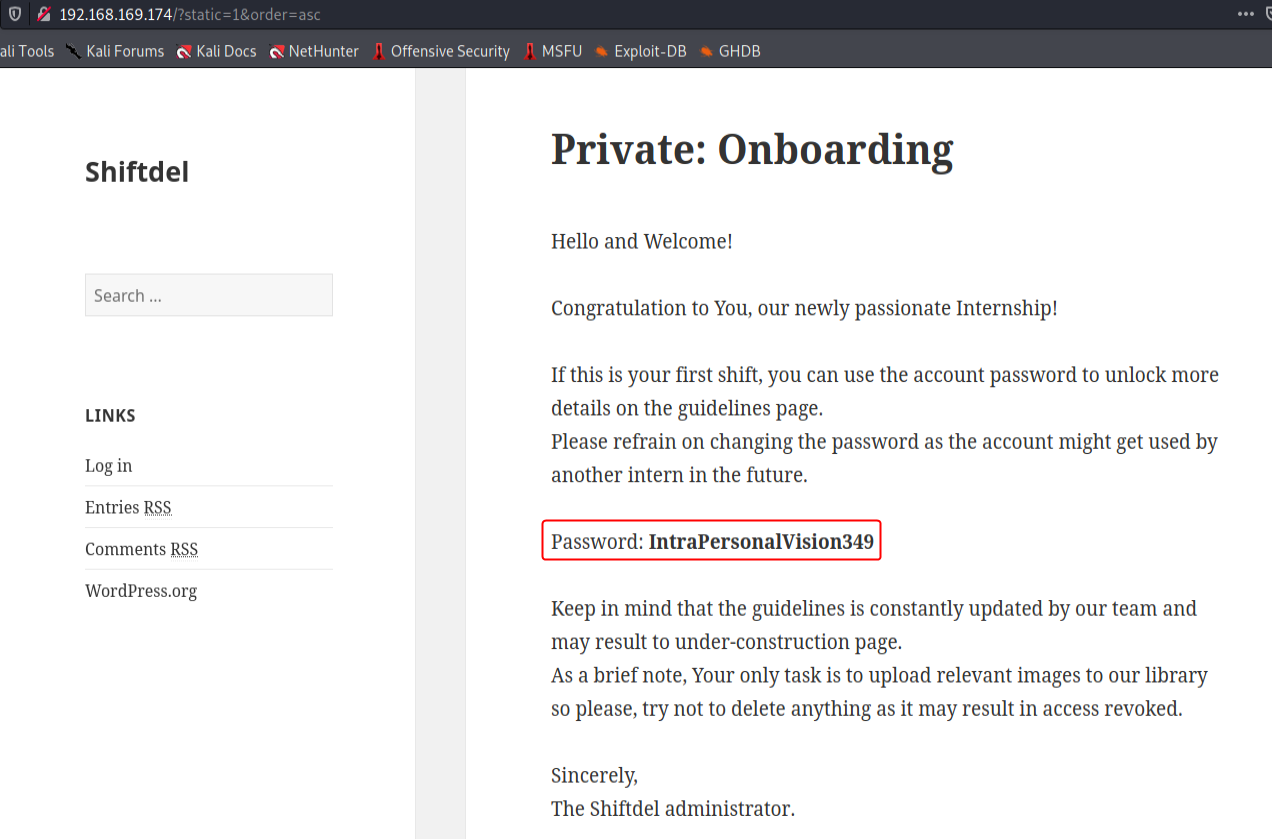 192.168.169.174/?static=1&order=asc
ali Tools Kali Forums Kali Docs NetHunter Offensive Security MSFU Exploit-DB GHDB
Shiftdel
Search ...
LINKS
Log in
Entries RSS
Comments RSS
WordPress.org
Private: Onboarding
Hello and Welcome!
Congratulation to You, our newly passionate Internship!
If this is your first shift, you can use the account password to unlock more
details on the guidelines page.
Please refrain on changing the password as the account might get used by
another intern in the future.
Password: IntraPersonalVision349
Keep in mind that the guidelines is constantly updated by our team and
may result to under-construction page.
As a brief note, Your only task is to upload relevant images to our library
so please, try not to delete anything as it may result in access revoked.
Sincerely,
The Shiftdel administrator.